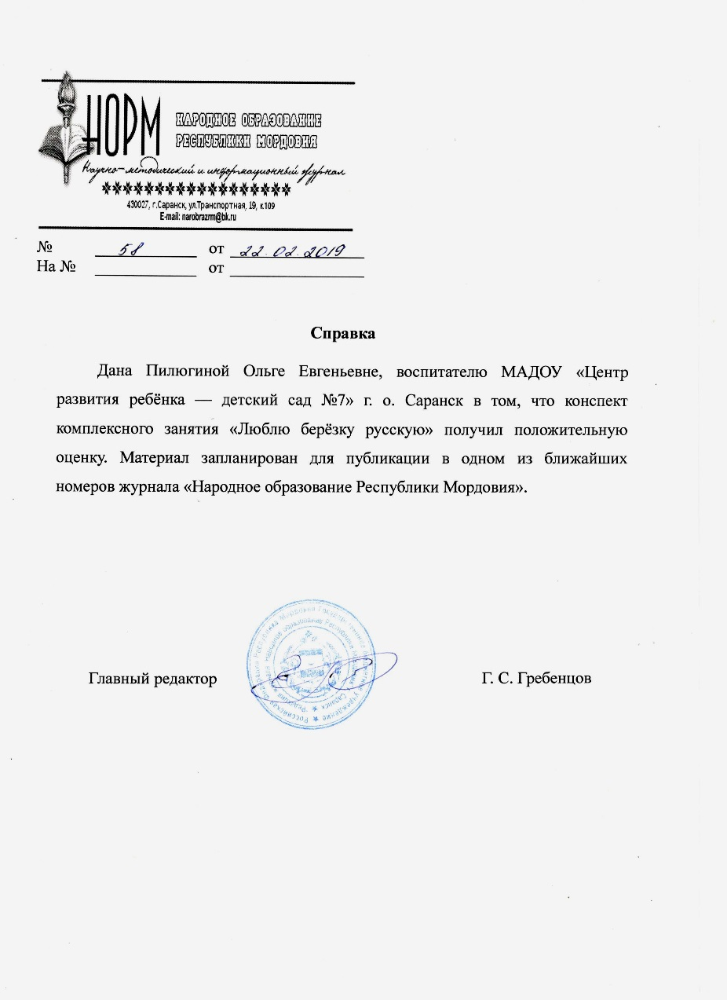 НОРМ
НАРОДНОЕ ОБРАЗОВАНИЕ
РЕСПУБЛИКИ МОРДОВИЯ
Научно-методический и информационный журнал
430027, г.Саранск, ул.Транспортная, 19, к.109
E-mail: narobrazrm@bk.ru
№ 58 от 22.02.2019
На № от
Справка
Дана Пилюгиной Ольге Евгеньевне, воспитателю МАДОУ «Центр
развития ребёнка — детский сад №7» г. о. Саранск в том, что конспект
комплексного занятия «Люблю берёзку русскую» получил положительную
оценку. Материал запланирован для публикации в одном из ближайших
номеров журнала «Народное образование Республики Мордовия».
Главный редактор Г. С. Гребенцов